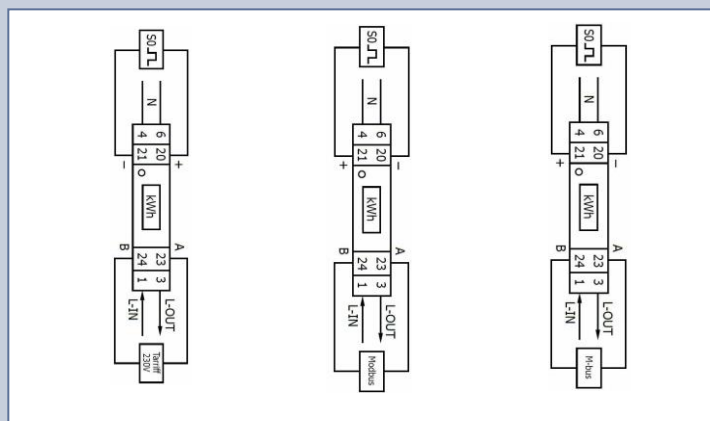 S0
N
4 6
21 20
− +
kWh
B A
24 23
1 3
L-IN L-OUT
Tarriff
230V
S0
N
4 6
21 20
+ −
kWh
B A
24 23
1 3
L-IN L-OUT
Modbus
S0
N
4 6
21 20
+ −
kWh
B A
24 23
1 3
L-IN L-OUT
M-bus